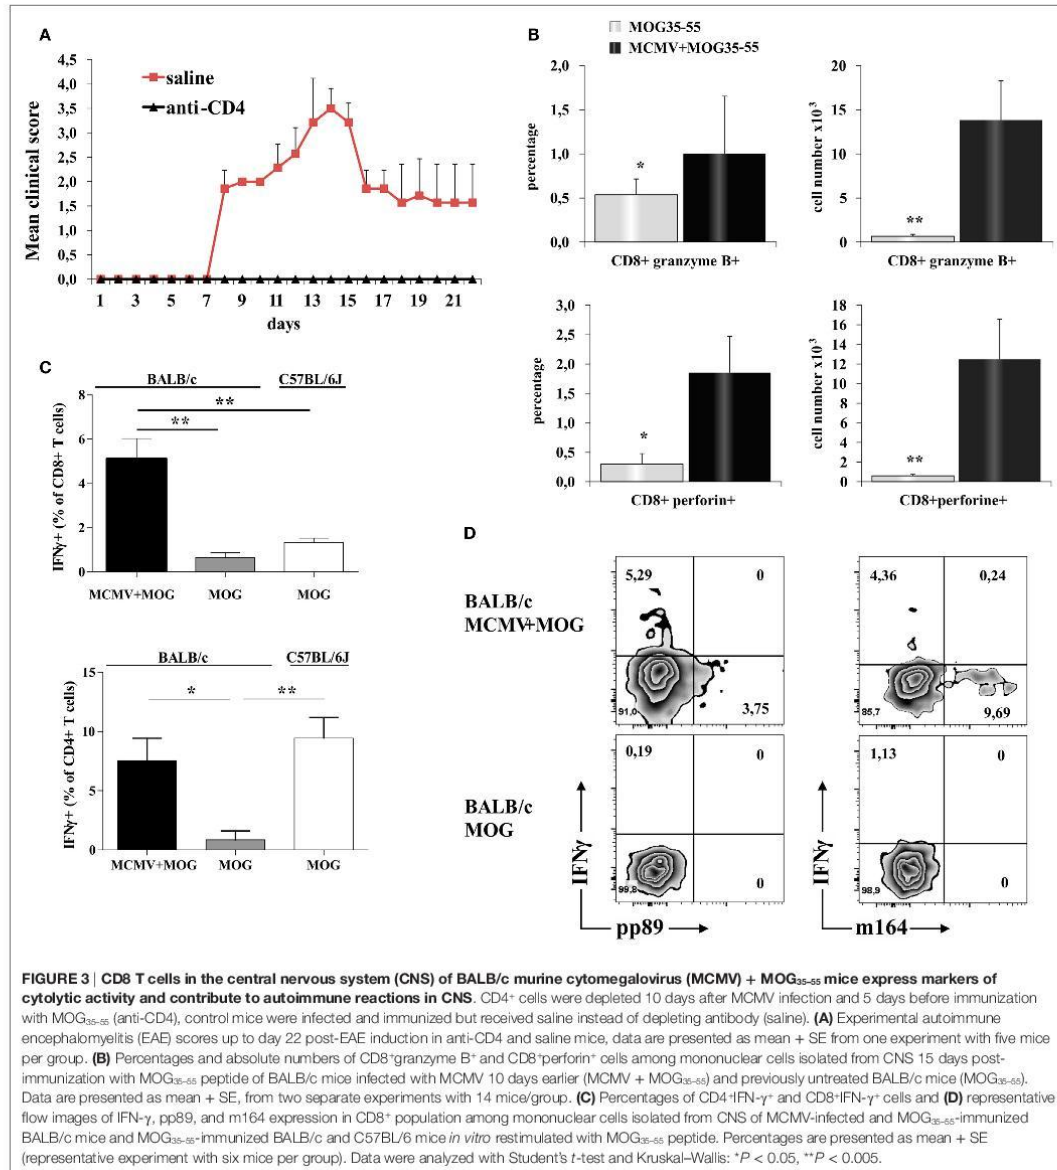 A
4,5
4,0
3,5
3,0
2,5
2,0
1,5
1,0
0,5
0,0
Mean clinical score
saline
anti-CD4
1 3 5 7 9 11 13 15 17 19 21
days
B
MOG35-55
MCMV+MOG35-55
2,0
1,5
1,0
0,5
0,0
percentage
*
CD8+ granzyme B+
20
15
10
5
0
cell number x10-3
**
CD8+ granzyme B+
3,0
2,5
2,0
1,5
1,0
0,5
0,0
percentage
*
CD8+ perforin+
14
12
10
8
6
4
2
0
cell number x10-3
**
CD8+perforine+
C
BALB/c C57BL/6J
8
6
4
2
0
IFNγ+ (% of CD8+ T cells)
**
**
MCMV+MOG MOG MOG
BALB/c C57BL/6J
15
10
5
0
IFNγ+ (% of CD4+ T cells)
* **
MCMV+MOG MOG MOG
D
BALB/c
MCMV+MOG
5,29 0
91,0 3,75
4,36 0,24
85,7 9,69
BALB/c
MOG
0,19 0
99,8 0
1,13 0
98,9 0
IFNγ
pp89
IFNγ
m164
FIGURE 3 | CD8 T cells in the central nervous system (CNS) of BALB/c murine cytomegalovirus (MCMV) + MOG35–55 mice express markers of
cytolytic activity and contribute to autoimmune reactions in CNS. CD4+ cells were depleted 10 days after MCMV infection and 5 days before immunization
with MOG35–55 (anti-CD4), control mice were infected and immunized but received saline instead of depleting antibody (saline). (A) Experimental autoimmune
encephalomyelitis (EAE) scores up to day 22 post-EAE induction in anti-CD4 and saline mice, data are presented as mean + SE from one experiment with five mice
per group. (B) Percentages and absolute numbers of CD8+granzyme B+ and CD8+perforin+ cells among mononuclear cells isolated from CNS 15 days post-
immunization with MOG35–55 peptide of BALB/c mice infected with MCMV 10 days earlier (MCMV + MOG35–55) and previously untreated BALB/c mice (MOG35–55).
Data are presented as mean + SE, from two separate experiments with 14 mice/group. (C) Percentages of CD4+IFN-γ+ and CD8+IFN-γ+ cells and (D) representative
flow images of IFN-γ, pp89, and m164 expression in CD8+ population among mononuclear cells isolated from CNS of MCMV-infected and MOG35–55-immunized
BALB/c mice and MOG35–55-immunized BALB/c and C57BL/6 mice in vitro restimulated with MOG35–55 peptide. Percentages are presented as mean + SE
(representative experiment with six mice per group). Data were analyzed with Student's t-test and Kruskal–Wallis: *P < 0.05, **P < 0.005.